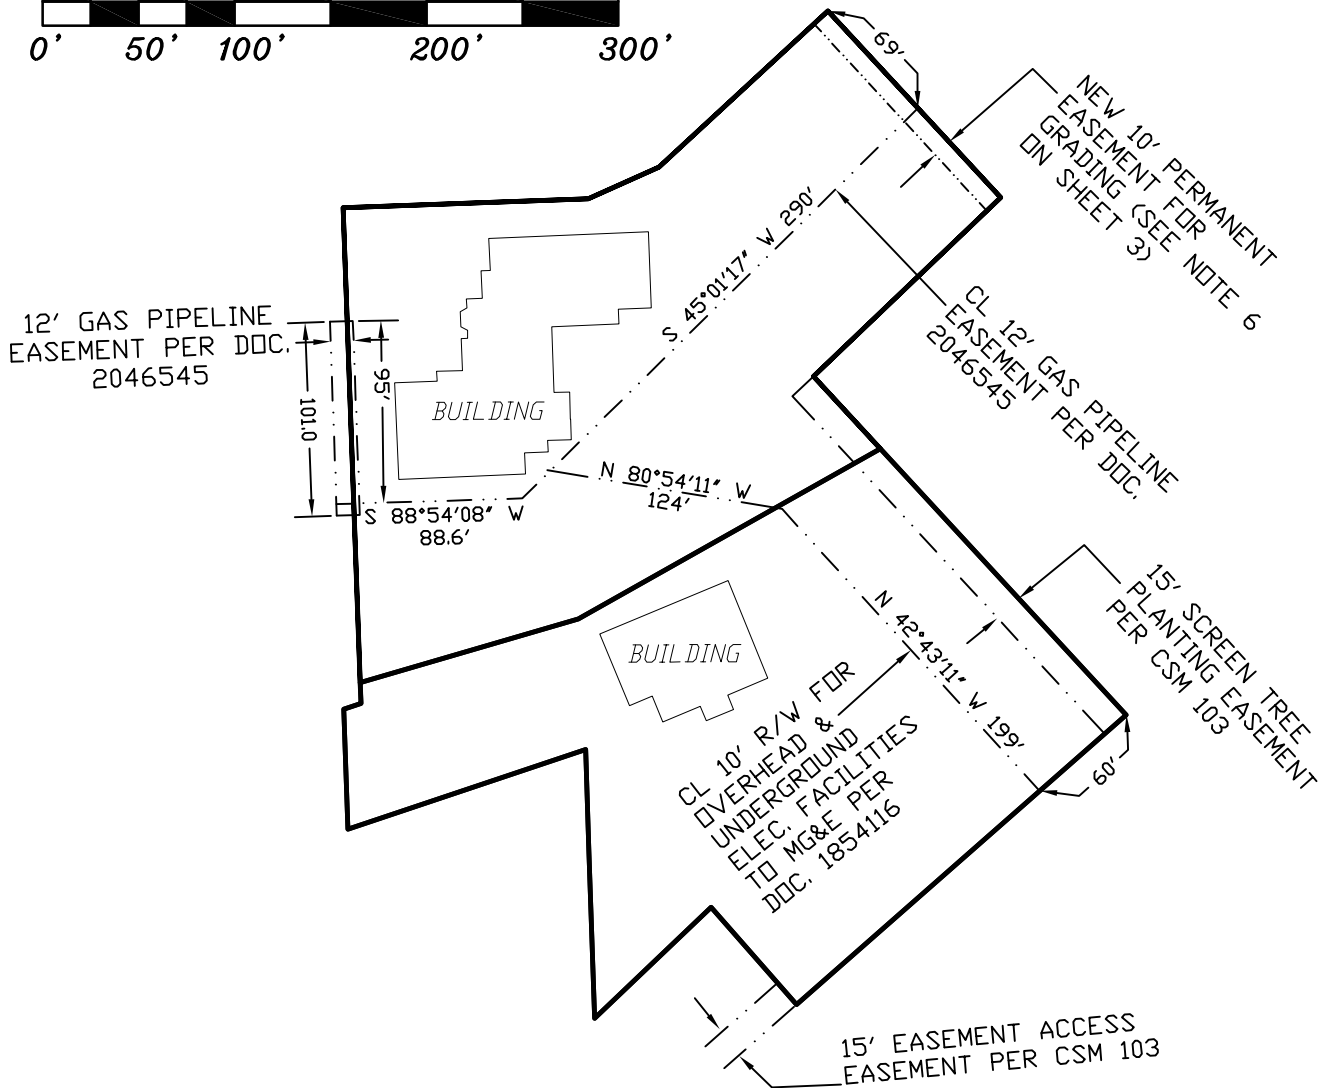 0' 50' 100' 200' 300'
69'
NEW 10' PERMANENT
EASEMENT FOR
GRADING (SEE NOTE 6
ON SHEET 3)
S 45°01'17" W 290'
12' GAS PIPELINE
EASEMENT PER DOC.
2046545
CL 12' GAS PIPELINE
EASEMENT PER DOC.
2046545
95'
101.0
BUILDING
N 80°54'11" W
124'
S 88°54'08" W
88.6'
15' SCREEN TREE
PLANTING EASEMENT
PER CSM 103
BUILDING
N 42°43'11" W 199'
CL 10' R/W FOR
OVERHEAD &
UNDERGROUND
ELEC. FACILITIES
TO MG&E PER
DOC. 1854116
60'
15' EASEMENT ACCESS
EASEMENT PER CSM 103